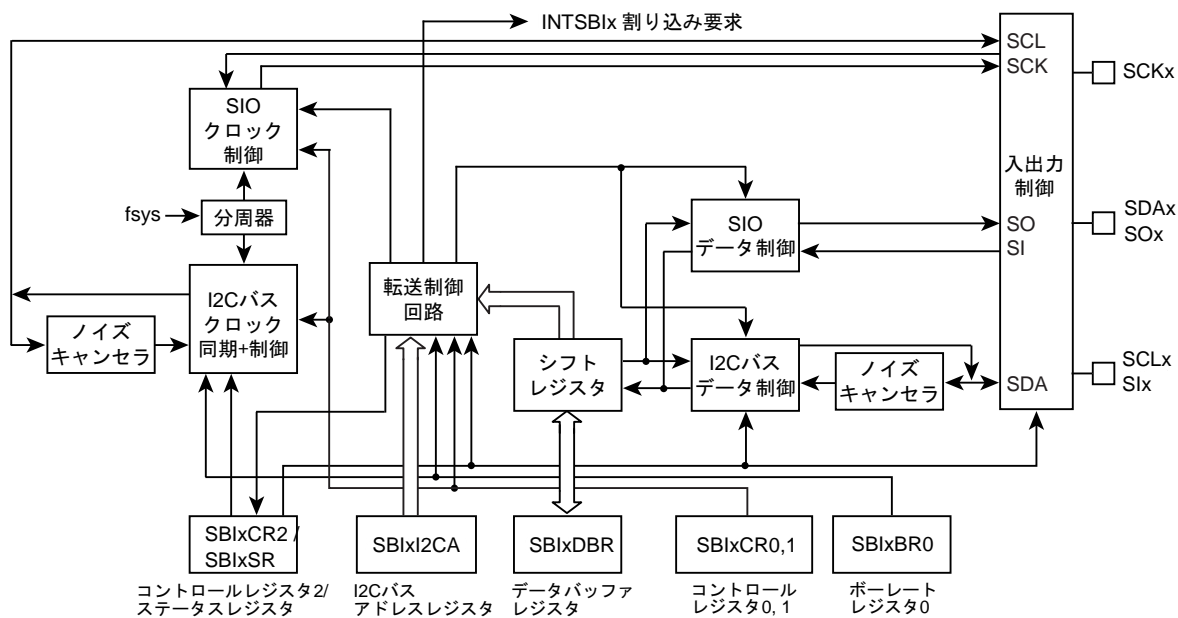 INTSBIx 割り込み要求
SCL
SCK
SCKx
SIO
クロック
制御
入出力
制御
fsys
分周器
SIO
データ制御
SO
SI
SDAx
SOx
I2Cバス
クロック
同期+制御
転送制御
回路
ノイズ
キャンセラ
シフト
レジスタ
I2Cバス
データ制御
ノイズ
キャンセラ
SDA
SCLx
SIx
SBIxCR2 /
SBIxSR
SBIxI2CA
SBIxDBR
SBIxCR0,1
SBIxBR0
コントロールレジスタ2/
ステータスレジスタ
I2Cバス
アドレスレジスタ
データバッファ
レジスタ
コントロール
レジスタ0, 1
ボーレート
レジスタ0